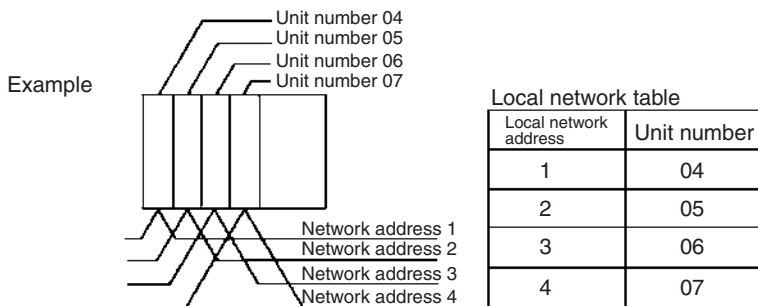 Unit number 04
Unit number 05
Unit number 06
Unit number 07
Example
Network address 1
Network address 2
Network address 3
Network address 4
Local network table
Local network address Unit number
1 04
2 05
3 06
4 07